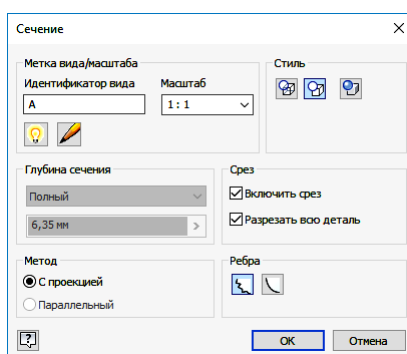 Сечение
Метка вида/масштаба
Идентификатор вида Масштаб
A 1 : 1
Стиль
Глубина сечения
Полный
6,35 мм
Срез
Включить срез
Разрезать всю деталь
Метод
С проекцией
Параллельный
Ребра
?
ОК Отмена